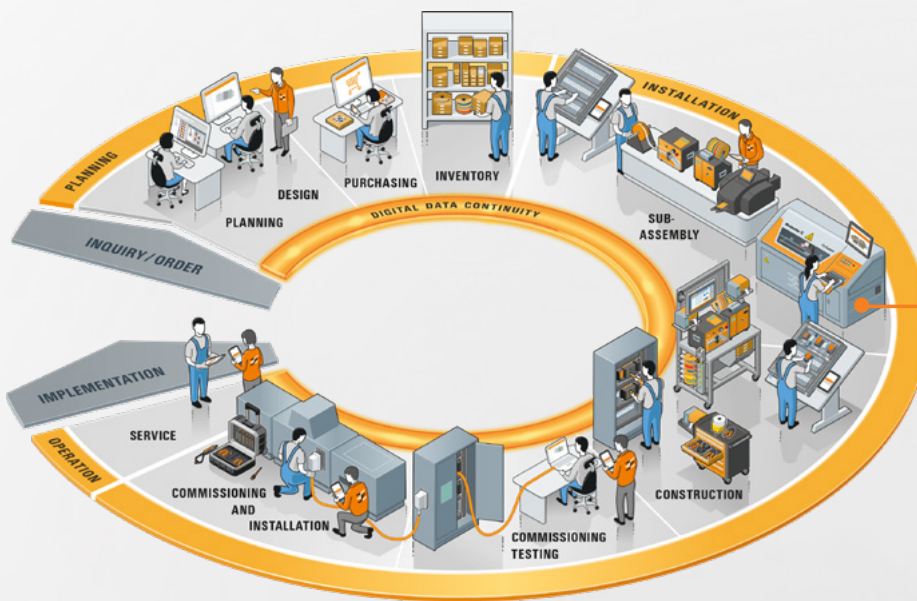 PLANNING
INSTALLATION
INQUIRY / ORDER
PLANNING
DESIGN
PURCHASING
INVENTORY
DIGITAL DATA CONTINUITY
SUB-
ASSEMBLY
CONSTRUCTION
COMMISSIONING
TESTING
COMMISSIONING
AND
INSTALLATION
SERVICE
IMPLEMENTATION
OPERATION